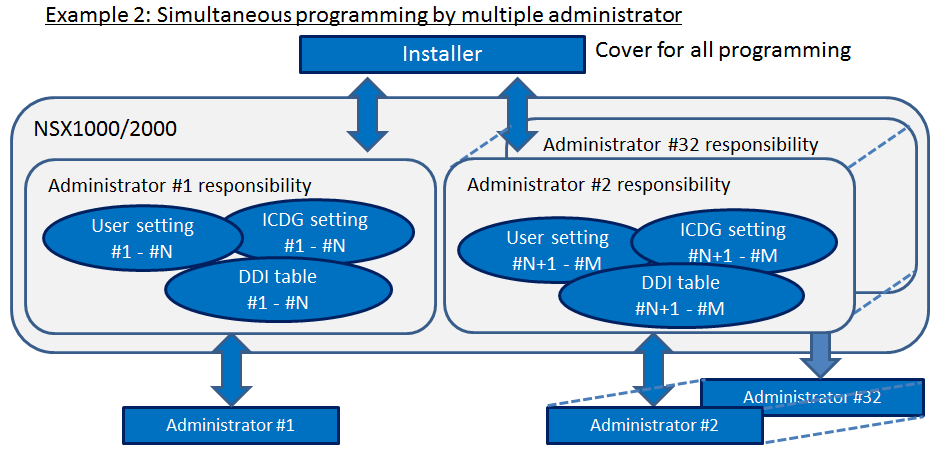 Example 2: Simultaneous programming by multiple administrator
Installer
Cover for all programming
NSX1000/2000
Administrator #32 responsibility
Administrator #1 responsibility
Administrator #2 responsibility
User setting
#1 - #N
ICDG setting
#1 - #N
DDI table
#1 - #N
User setting
#N+1 - #M
ICDG setting
#N+1 - #M
DDI table
#N+1 - #M
Administrator #1
Administrator #2
Administrator #32